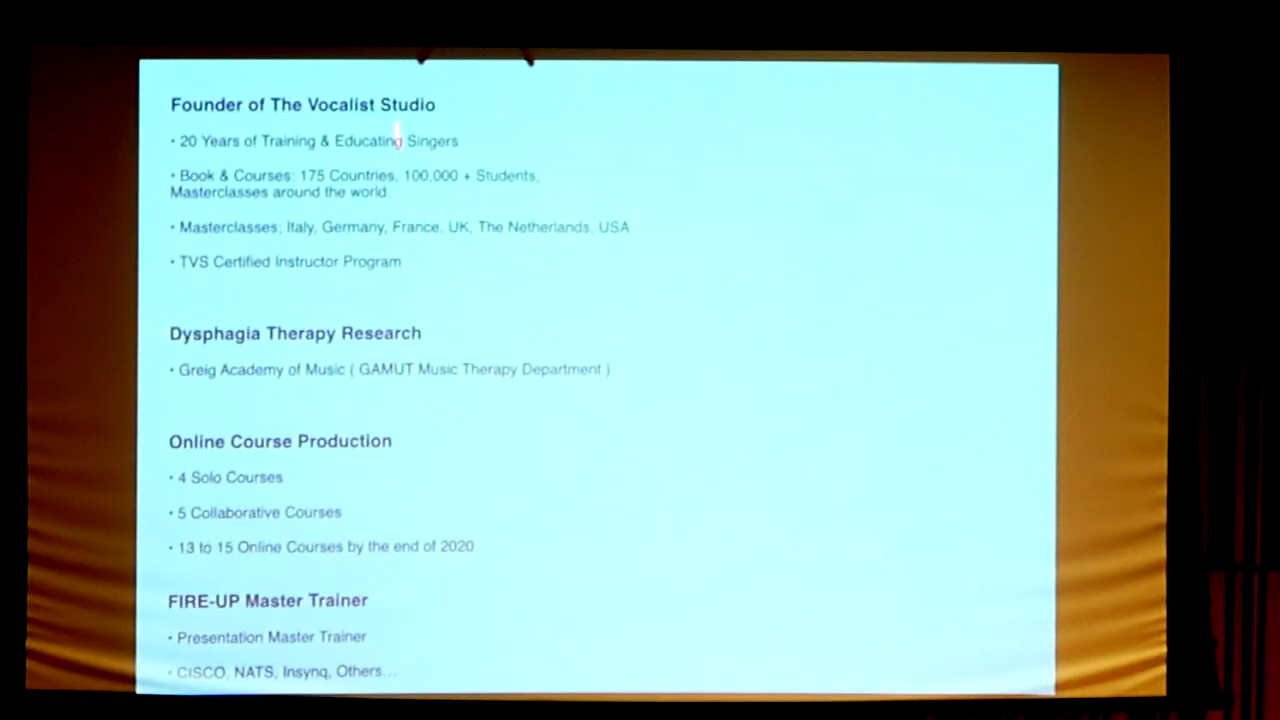 Founder of The Vocalist Studio
• 20 Years of Training & Educating Singers
• Book & Courses: 175 Countries, 100,000 + Students,
Masterclasses around the world.
• Masterclasses; Italy, Germany, France, UK, The Netherlands, USA
• TVS Certified Instructor Program
Dysphagia Therapy Research
• Greig Academy of Music ( GAMUT Music Therapy Department )
Online Course Production
• 4 Solo Courses
• 5 Collaborative Courses
• 13 to 15 Online Courses by the end of 2020
FIRE-UP Master Trainer
• Presentation Master Trainer
• CISCO, NATS, Insynq, Others...